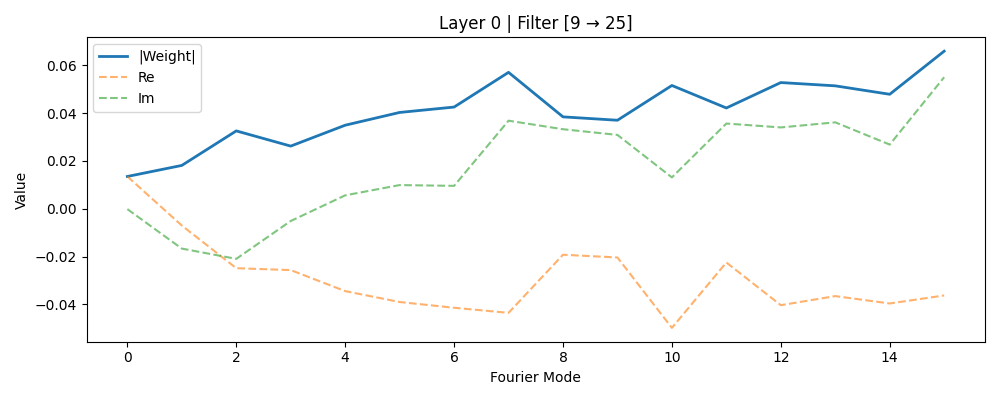 Layer 0 | Filter [9 → 25]
|Weight|
Re
Im
0.06
0.04
0.02
0.00
−0.02
−0.04
Value
0 2 4 6 8 10 12 14
Fourier Mode